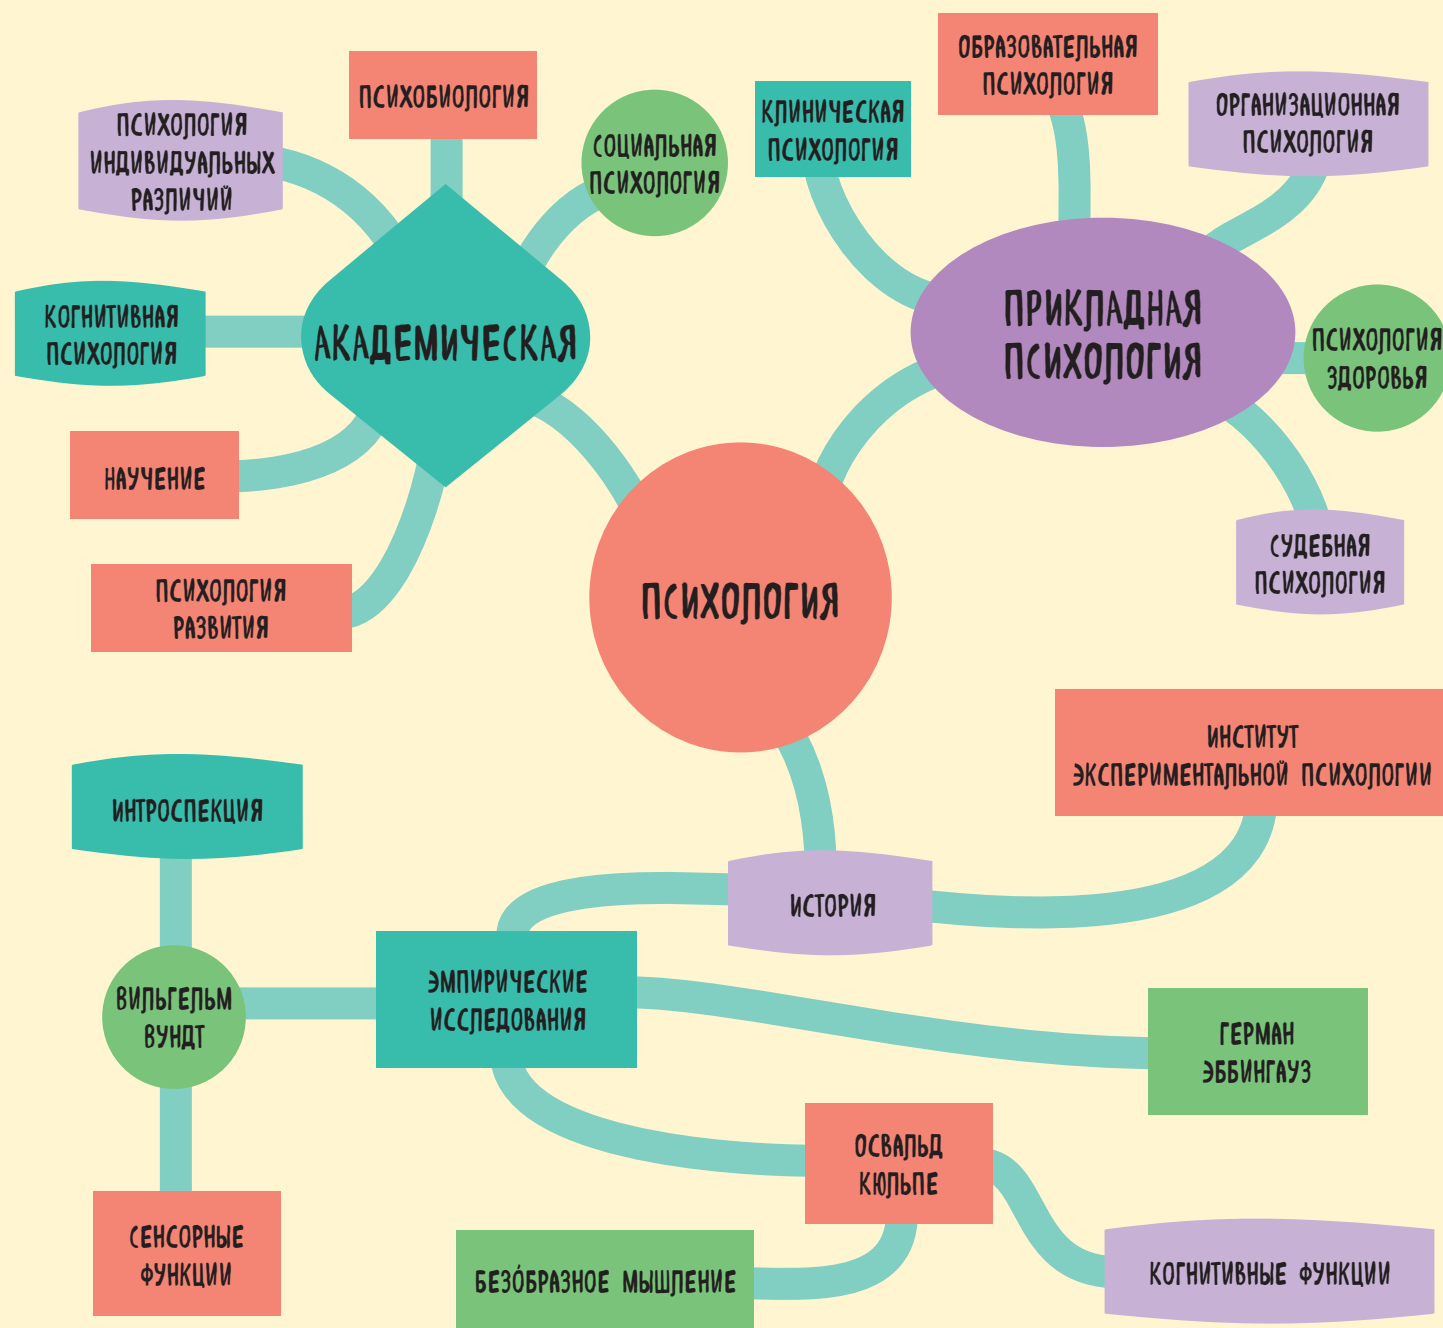 ПСИХОБИОЛОГИЯ
ПСИХОЛОГИЯ
ИНДИВИДУАЛЬНЫХ
РАЗЛИЧИЙ
СОЦИАЛЬНАЯ
ПСИХОЛОГИЯ
КОГНИТИВНАЯ
ПСИХОЛОГИЯ
АКАДЕМИЧЕСКАЯ
НАУЧЕНИЕ
ПСИХОЛОГИЯ
РАЗВИТИЯ
КЛИНИЧЕСКАЯ
ПСИХОЛОГИЯ
ОБРАЗОВАТЕЛЬНАЯ
ПСИХОЛОГИЯ
ОРГАНИЗАЦИОННАЯ
ПСИХОЛОГИЯ
ПРИКЛАДНАЯ
ПСИХОЛОГИЯ
ПСИХОЛОГИЯ
ЗДОРОВЬЯ
СУДЕБНАЯ
ПСИХОЛОГИЯ
ПСИХОЛОГИЯ
ИНСТИТУТ
ЭКСПЕРИМЕНТАЛЬНОЙ ПСИХОЛОГИИ
ИСТОРИЯ
ИНТРОСПЕКЦИЯ
ВИЛЬГЕЛЬМ
ВУНДТ
ЭМПИРИЧЕСКИЕ
ИССЛЕДОВАНИЯ
ГЕРМАН
ЭББИНГАУЗ
ОСВАЛЬД
КЮЛЬПЕ
СЕНСОРНЫЕ
ФУНКЦИИ
БЕЗО́БРАЗНОЕ МЫШЛЕНИЕ
КОГНИТИВНЫЕ ФУНКЦИИ